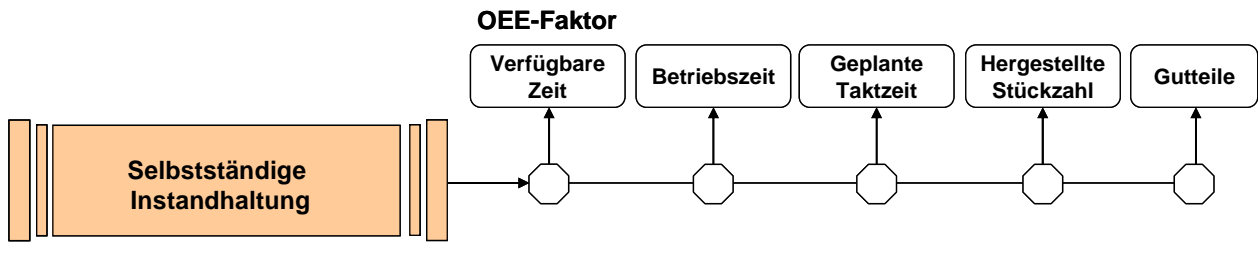 OEE-Faktor
Verfügbare
Zeit
Betriebszeit
Geplante
Taktzeit
Hergestellte
Stückzahl
Gutteile
Selbstständige
Instandhaltung